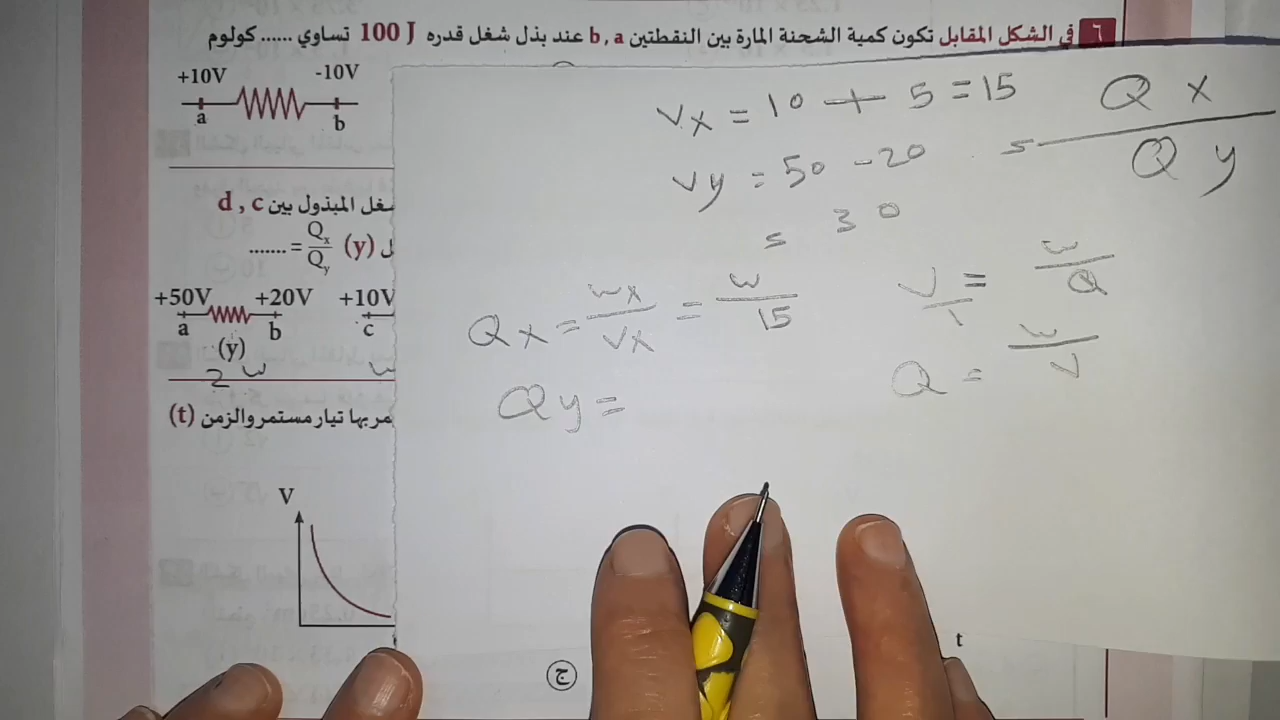 ٦ في الشكل المقابل تكون كمية الشحنة المارة بين النقطتين b , a عند بذل شغل قدره 100 J تساوي ...... كولوم
+10V -10V
a b
Vx = 10 + 5 = 15
Vy = 50 - 20
= 30
= Qx / Qy
شغل المبذول بين d , c
ل (y) Qx / Qy = .......
+50V +20V +10V
a b c
(y)
2 w w
Qx = wx / vx = w / 15
Qy =
V / 1 = w / Q
Q = w / V
مر بها تيار مستمر والزمن (t)
V
t
ج